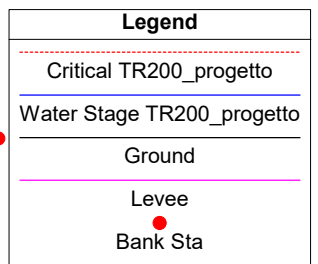 Legend
Critical TR200_progetto
Water Stage TR200_progetto
Ground
Levee
Bank Sta